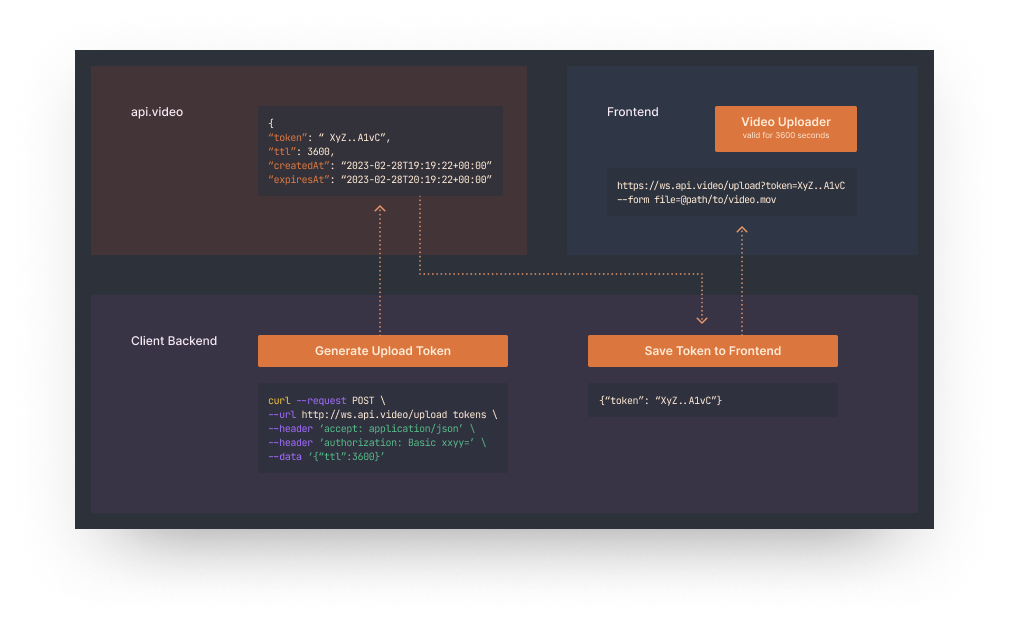 api.video
{
“token”: “ XyZ..A1vC”,
“ttl”: 3600,
“createdAt”: “2023-02-28T19:19:22+00:00”
“expiresAt”: “2023-02-28T20:19:22+00:00”
Frontend
Video Uploader
valid for 3600 seconds
https://ws.api.video/upload?token=XyZ..A1vC
--form file=@path/to/video.mov
Client Backend
Generate Upload Token
curl --request POST \
--url http://ws.api.video/upload tokens \
--header ‘accept: application/json’ \
--header ‘authorization: Basic xxyy=’ \
--data ‘{“ttl”:3600}’
Save Token to Frontend
{“token”: “XyZ..A1vC”}